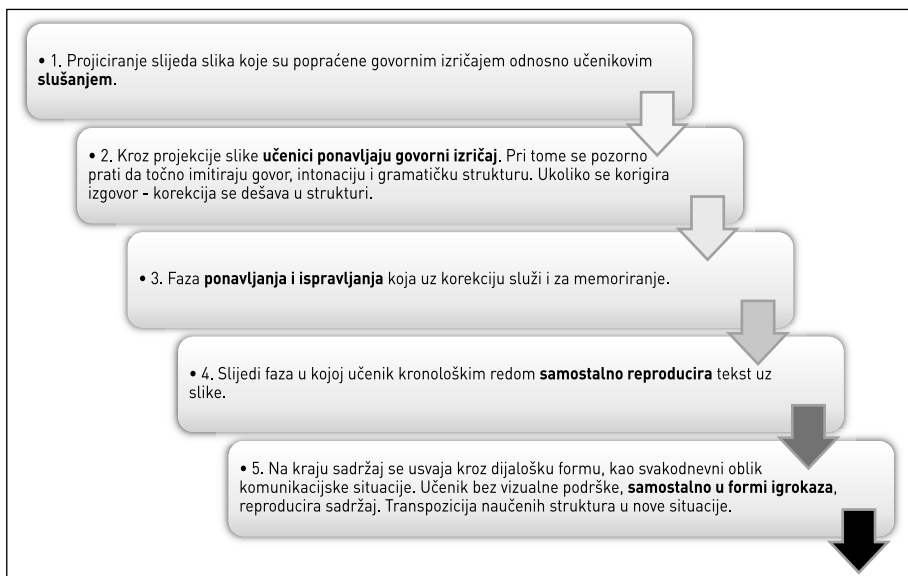 • 1. Projiciranje slijeda slika koje su popraćene govornim izričajem odnosno učenikovim
slušanjem.
• 2. Kroz projekcije slike učenici ponavljaju govorni izričaj. Pri tome se pozorno
prati da točno imitiraju govor, intonaciju i gramatičku strukturu. Ukoliko se korigira
izgovor - korekcija se dešava u strukturi.
• 3. Faza ponavljanja i ispravljanja koja uz korekciju služi i za memoriranje.
• 4. Slijedi faza u kojoj učenik kronološkim redom samostalno reproducira tekst uz
slike.
• 5. Na kraju sadržaj se usvaja kroz dijalošku formu, kao svakodnevni oblik
komunikacijske situacije. Učenik bez vizualne podrške, samostalno u formi igrokaza,
reproducira sadržaj. Transpozicija naučenih struktura u nove situacije.